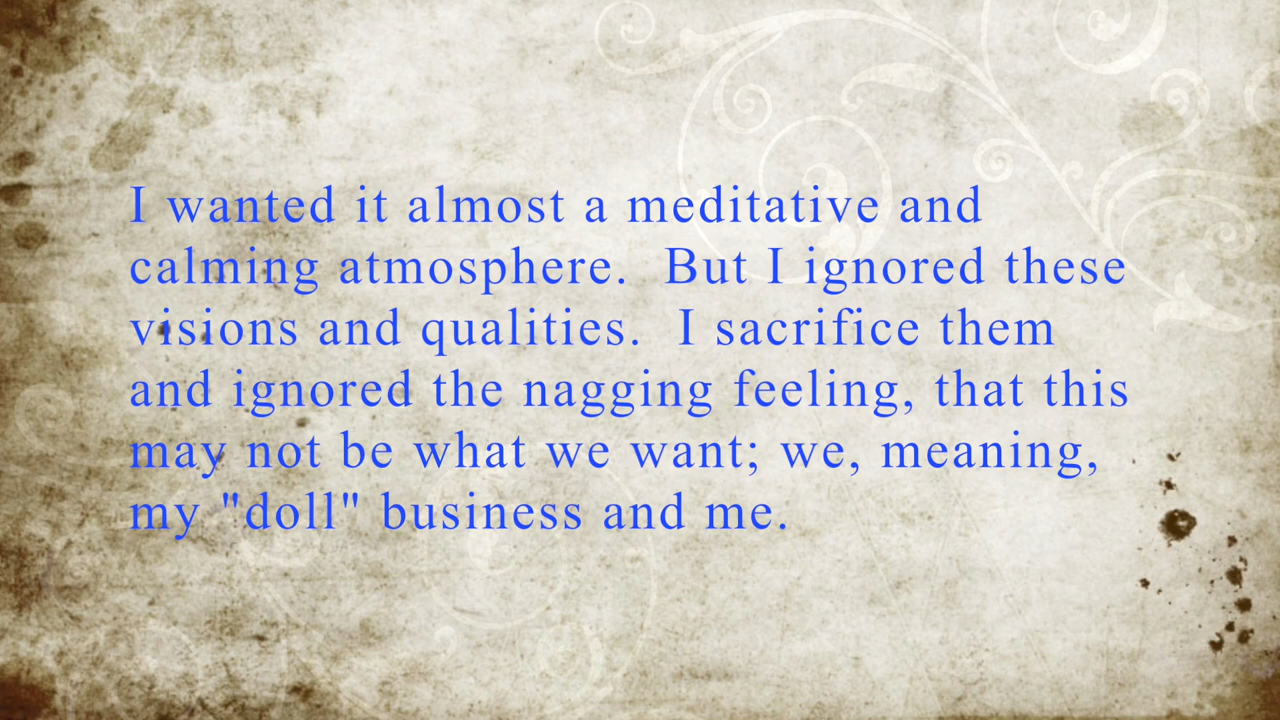 I wanted it almost a meditative and
calming atmosphere.  But I ignored these
visions and qualities.  I sacrifice them
and ignored the nagging feeling, that this
may not be what we want; we, meaning,
my "doll" business and me.